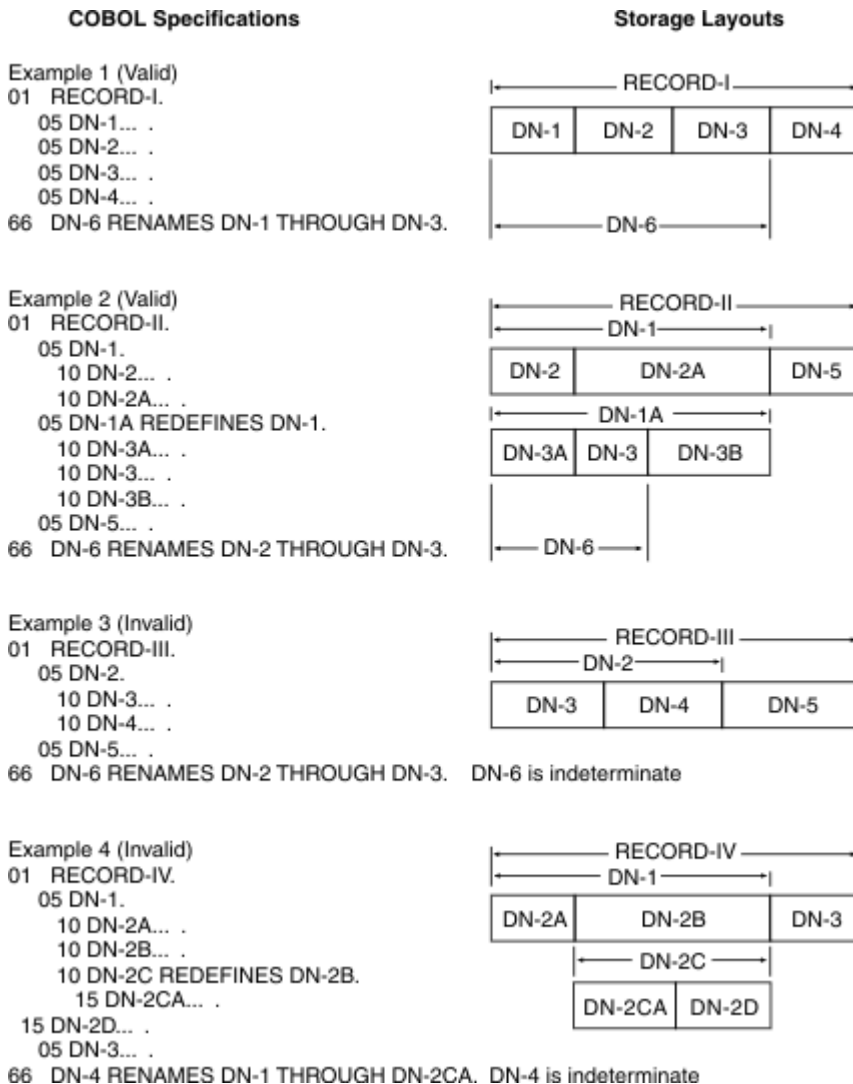 COBOL Specifications
Storage Layouts
Example 1 (Valid)
01 RECORD-I.
05 DN-1... .
05 DN-2... .
05 DN-3... .
05 DN-4... .
66 DN-6 RENAMES DN-1 THROUGH DN-3.
RECORD-I
DN-1 DN-2 DN-3 DN-4
DN-6
Example 2 (Valid)
01 RECORD-II.
05 DN-1.
10 DN-2... .
10 DN-2A... .
05 DN-1A REDEFINES DN-1.
10 DN-3A... .
10 DN-3... .
10 DN-3B... .
05 DN-5... .
66 DN-6 RENAMES DN-2 THROUGH DN-3.
RECORD-II
DN-1
DN-2 DN-2A DN-5
DN-1A
DN-3A DN-3 DN-3B
DN-6
Example 3 (Invalid)
01 RECORD-III.
05 DN-2.
10 DN-3... .
10 DN-4... .
05 DN-5... .
66 DN-6 RENAMES DN-2 THROUGH DN-3. DN-6 is indeterminate
RECORD-III
DN-2
DN-3 DN-4 DN-5
Example 4 (Invalid)
01 RECORD-IV.
05 DN-1.
10 DN-2A... .
10 DN-2B... .
10 DN-2C REDEFINES DN-2B.
15 DN-2CA... .
15 DN-2D... .
05 DN-3... .
66 DN-4 RENAMES DN-1 THROUGH DN-2CA. DN-4 is indeterminate
RECORD-IV
DN-1
DN-2A DN-2B DN-3
DN-2C
DN-2CA DN-2D